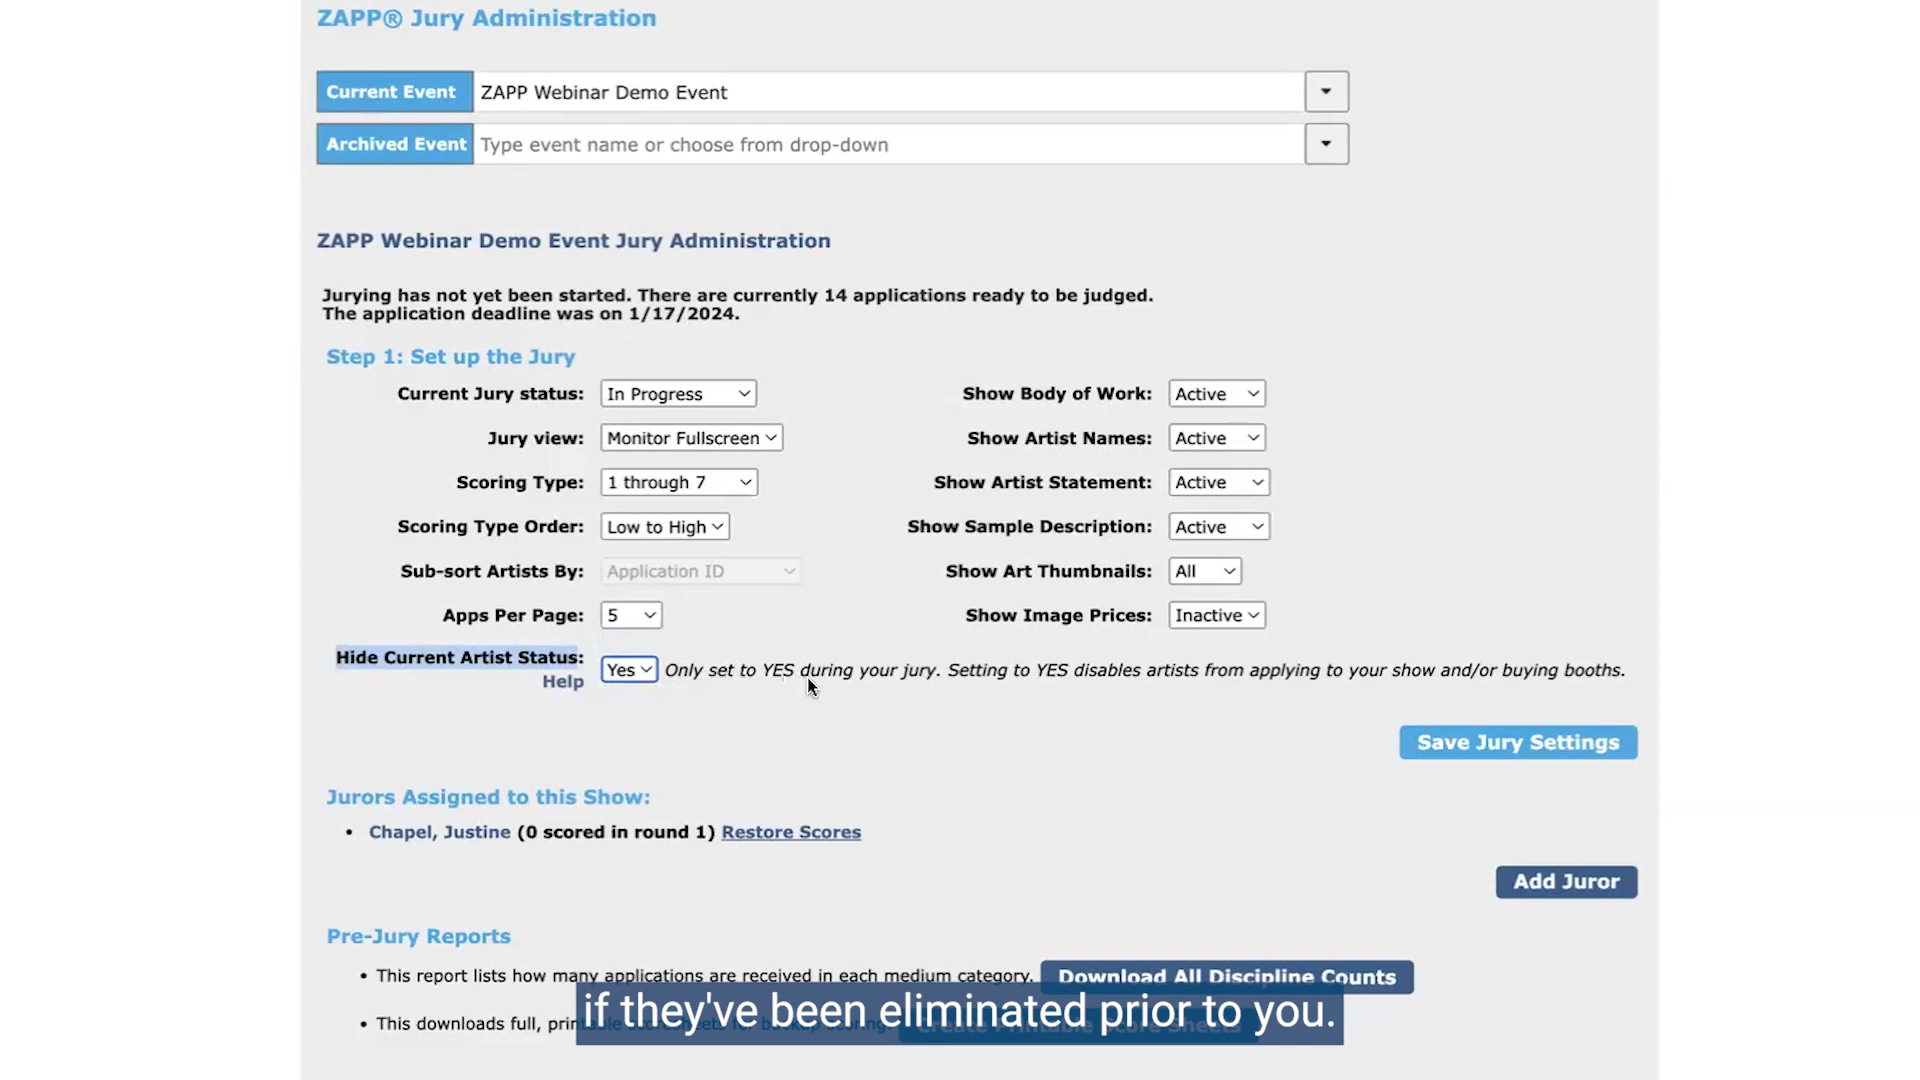 ZAPP® Jury Administration
Current Event ZAPP Webinar Demo Event
Archived Event Type event name or choose from drop-down
ZAPP Webinar Demo Event Jury Administration
Jurying has not yet been started. There are currently 14 applications ready to be judged.
The application deadline was on 1/17/2024.
Step 1: Set up the Jury
Current Jury status: In Progress Show Body of Work: Active
Jury view: Monitor Fullscreen Show Artist Names: Active
Scoring Type: 1 through 7 Show Artist Statement: Active
Scoring Type Order: Low to High Show Sample Description: Active
Sub-sort Artists By: Application ID Show Art Thumbnails: All
Apps Per Page: 5 Show Image Prices: Inactive
Hide Current Artist Status: Yes Only set to YES during your jury. Setting to YES disables artists from applying to your show and/or buying booths.
Help
Save Jury Settings
Jurors Assigned to this Show:
• Chapel, Justine (0 scored in round 1) Restore Scores
Add Juror
Pre-Jury Reports
• This report lists how many applications are received in each medium category. Download All Discipline Counts
• This downloads full, printable scoresheets for backup scoring. Create Printable Score Sheets
if they've been eliminated prior to you.